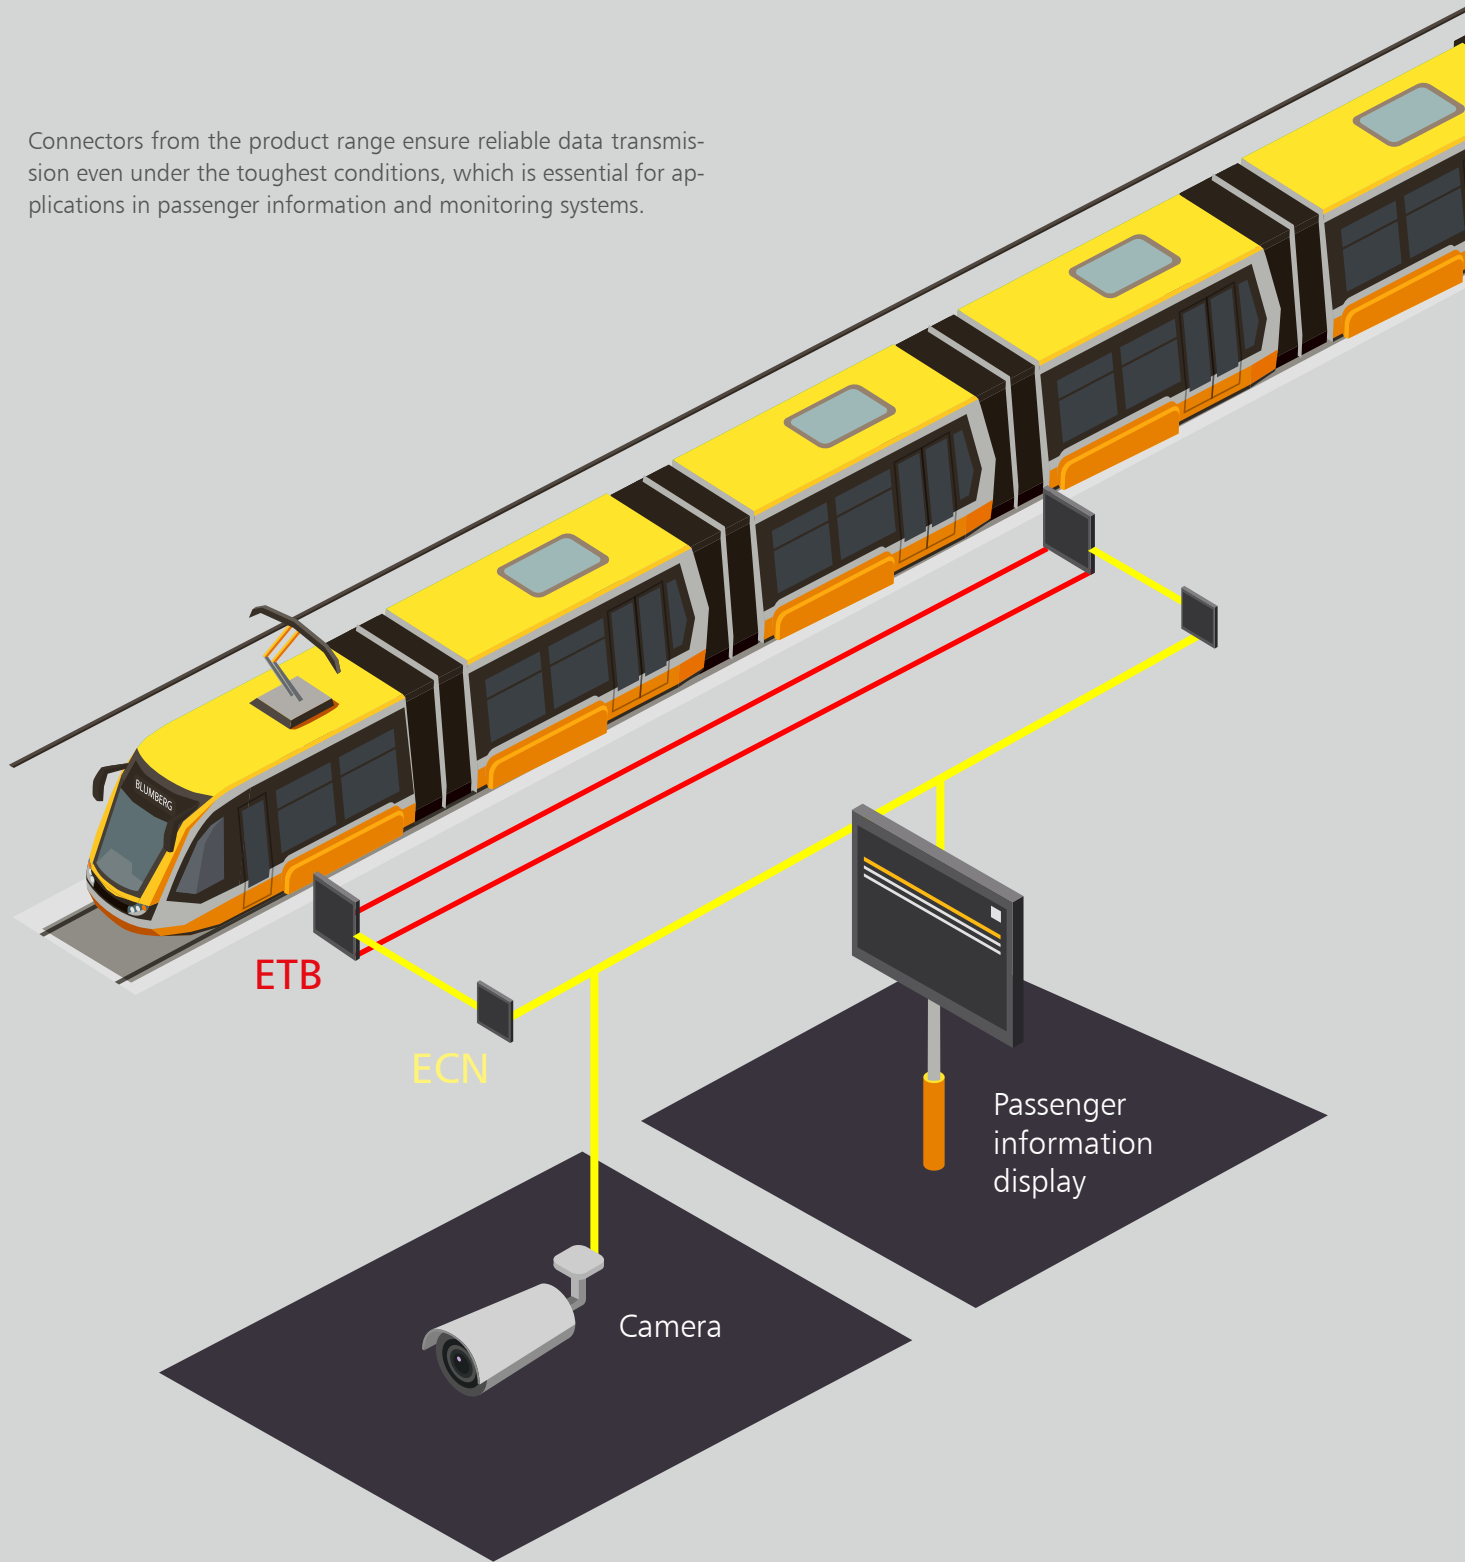 Connectors from the product range ensure reliable data transmis-
sion even under the toughest conditions, which is essential for ap-
plications in passenger information and monitoring systems.
BLUMBERG
ETB
ECN
Passenger
information
display
Camera